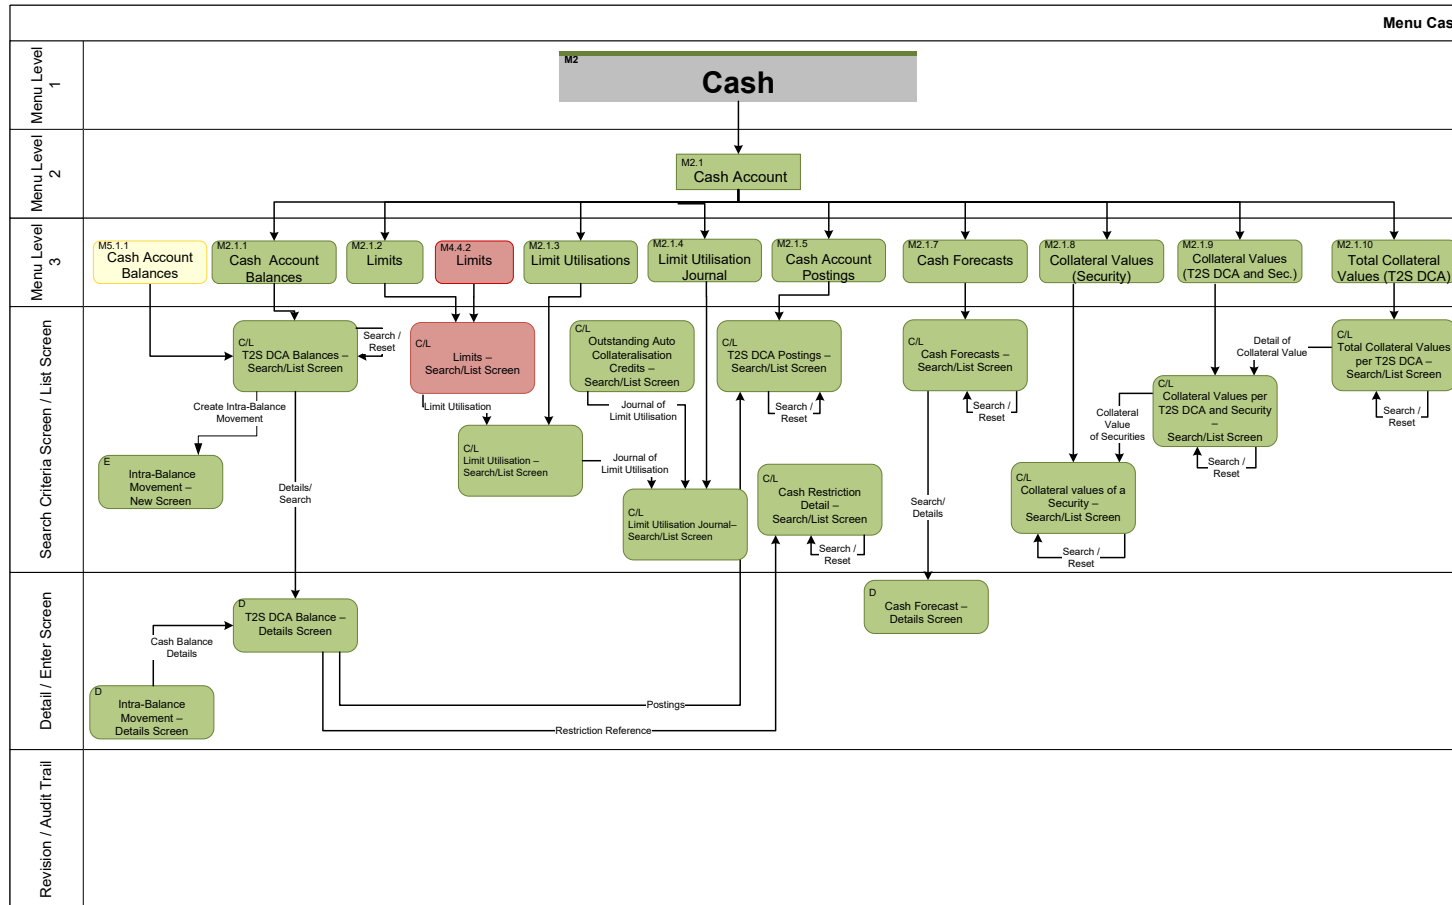 Menu Cas
Menu Level
1
M2
Cash
Menu Level
2
M2.1
Cash Account
Menu Level
3
M5.1.1
Cash Account
Balances
M2.1.1
Cash Account
Balances
M2.1.2
Limits
M4.4.2
Limits
M2.1.3
Limit Utilisations
M2.1.4
Limit Utilisation
Journal
M2.1.5
Cash Account
Postings
M2.1.7
Cash Forecasts
M2.1.8
Collateral Values
(Security)
M2.1.9
Collateral Values
(T2S DCA and Sec.)
M2.1.10
Total Collateral
Values (T2S DCA)
Search Criteria Screen / List Screen
C/L
T2S DCA Balances –
Search/List Screen
Search /
Reset
C/L
Limits –
Search/List Screen
C/L
Outstanding Auto
Collateralisation
Credits –
Search/List Screen
C/L
T2S DCA Postings –
Search/List Screen
Search /
Reset
C/L
Cash Forecasts –
Search/List Screen
Search /
Reset
Detail of
Collateral Value
C/L
Total Collateral Values
per T2S DCA –
Search/List Screen
Search /
Reset
C/L
Collateral Values per
T2S DCA and Security
–
Search/List Screen
Search /
Reset
Collateral
Value
of Securities
Create Intra-Balance
Movement
Limit Utilisation
Journal of
Limit Utilisation
C/L
Limit Utilisation –
Search/List Screen
Journal of
Limit Utilisation
E
Intra-Balance
Movement –
New Screen
Details/
Search
C/L
Limit Utilisation Journal–
Search/List Screen
C/L
Cash Restriction
Detail –
Search/List Screen
Search /
Reset
Search/
Details
C/L
Collateral values of a
Security –
Search/List Screen
Search /
Reset
Detail / Enter Screen
D
T2S DCA Balance –
Details Screen
Cash Balance
Details
D
Intra-Balance
Movement –
Details Screen
D
Cash Forecast –
Details Screen
Postings
Restriction Reference
Revision / Audit Trail